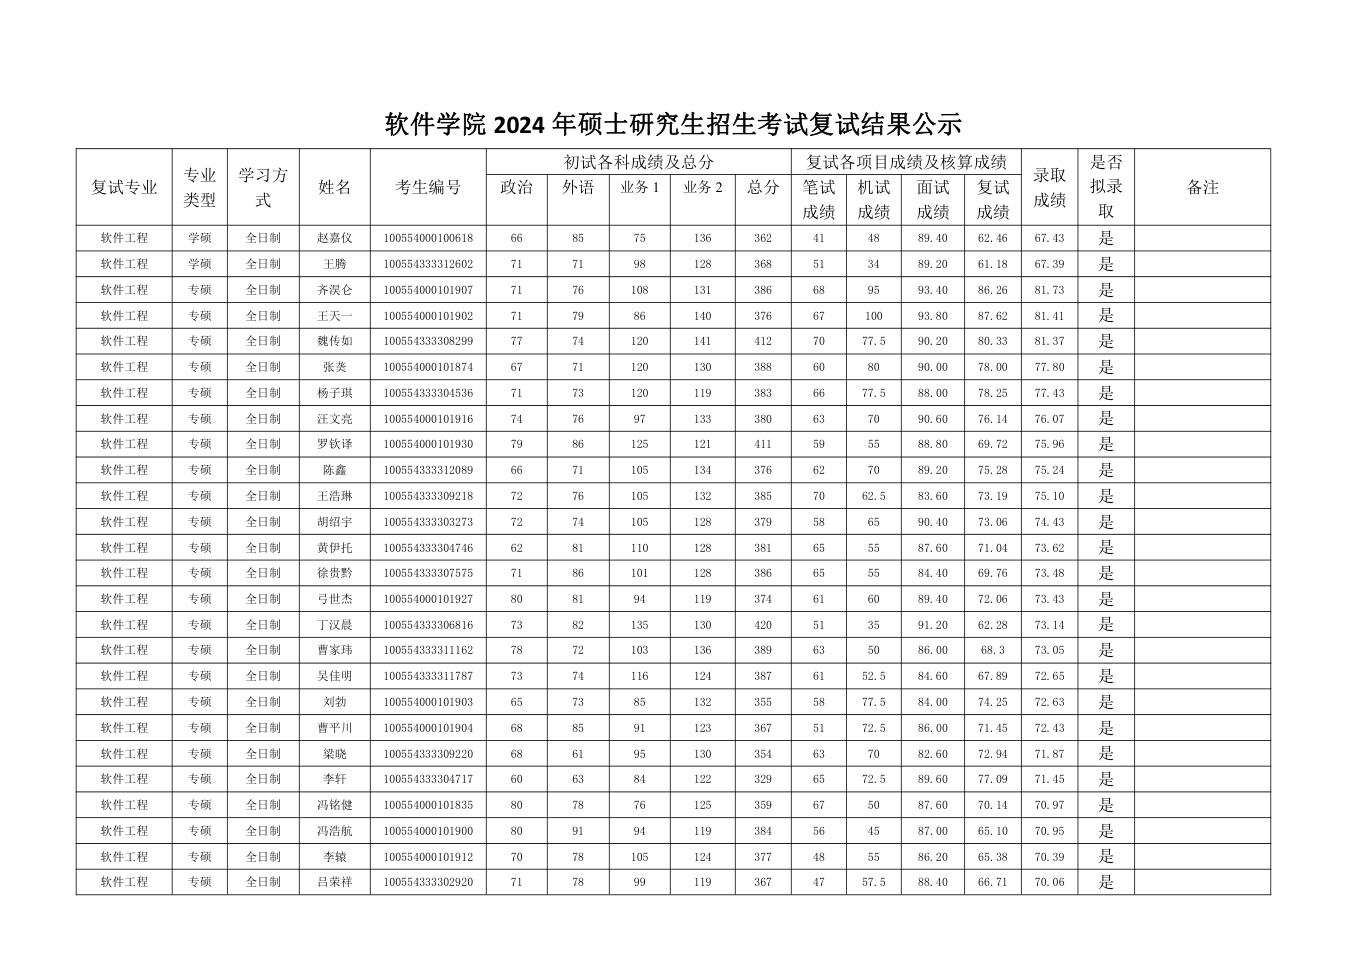 软件学院 2024 年硕士研究生招生考试复试结果公示
复试专业 专业类型 学习方式 姓名 考生编号 初试各科成绩及总分 复试各项目成绩及核算成绩 录取成绩 是否拟录取 备注
政治 外语 业务 1 业务 2 总分 笔试成绩 机试成绩 面试成绩 复试成绩
软件工程 学硕 全日制 赵嘉仪 100554000100618 66 85 75 136 362 41 48 89.40 62.46 67.43 是
软件工程 学硕 全日制 王腾 100554333312602 71 71 98 128 368 51 34 89.20 61.18 67.39 是
软件工程 专硕 全日制 齐淏仑 100554000101907 71 76 108 131 386 68 95 93.40 86.26 81.73 是
软件工程 专硕 全日制 王天一 100554000101902 71 79 86 140 376 67 100 93.80 87.62 81.41 是
软件工程 专硕 全日制 魏传如 100554333308299 77 74 120 141 412 70 77.5 90.20 80.33 81.37 是
软件工程 专硕 全日制 100554000101874 67 71 120 130 388 60 80 90.00 78.00 77.80 是
软件工程 专硕 全日制 杨子琪 100554333304536 71 73 120 119 383 66 77.5 88.00 78.25 77.43 是
软件工程 专硕 全日制 汪文亮 100554000101916 74 76 97 133 380 63 70 90.60 76.14 76.07 是
软件工程 专硕 全日制 罗钦译 100554000101930 79 86 125 121 411 59 55 88.80 69.72 75.96 是
软件工程 专硕 全日制 陈鑫 100554333312089 66 71 105 134 376 62 70 89.20 75.28 75.24 是
软件工程 专硕 全日制 王浩琳 100554333309218 72 76 105 132 385 70 62.5 83.60 73.19 75.10 是
软件工程 专硕 全日制 胡绍宇 100554333303273 72 74 105 128 379 58 65 90.40 73.06 74.43 是
软件工程 专硕 全日制 黄伊托 100554333304746 62 81 110 128 381 65 55 87.60 71.04 73.62 是
软件工程 专硕 全日制 徐贵黔 100554333307575 71 86 101 128 386 65 55 84.40 69.76 73.48 是
软件工程 专硕 全日制 弓世杰 100554000101927 80 81 94 119 374 61 60 89.40 72.06 73.43 是
软件工程 专硕 全日制 丁汉晨 100554333306816 73 82 135 130 420 51 35 91.20 62.28 73.14 是
软件工程 专硕 全日制 曹家玮 100554333311162 78 72 103 136 389 63 50 86.00 68.3 73.05 是
软件工程 专硕 全日制 吴佳明 100554333311787 73 74 116 124 387 61 52.5 84.60 67.89 72.65 是
软件工程 专硕 全日制 刘勃 100554000101903 65 73 85 132 355 58 77.5 84.00 74.25 72.63 是
软件工程 专硕 全日制 曹平川 100554000101904 68 85 91 123 367 51 72.5 86.00 71.45 72.43 是
软件工程 专硕 全日制 梁晓 100554333309220 68 61 95 130 354 63 70 82.60 72.94 71.87 是
软件工程 专硕 全日制 李轩 100554333304717 60 63 84 122 329 65 72.5 89.60 77.09 71.45 是
软件工程 专硕 全日制 冯铭健 100554000101835 80 78 76 125 359 67 50 87.60 70.14 70.97 是
软件工程 专硕 全日制 冯浩航 100554000101900 80 91 94 119 384 56 45 87.00 65.10 70.95 是
软件工程 专硕 全日制 李辕 100554000101912 70 78 105 124 377 48 55 86.20 65.38 70.39 是
软件工程 专硕 全日制 吕荣祥 100554333302920 71 78 99 119 367 47 57.5 88.40 66.71 70.06 是